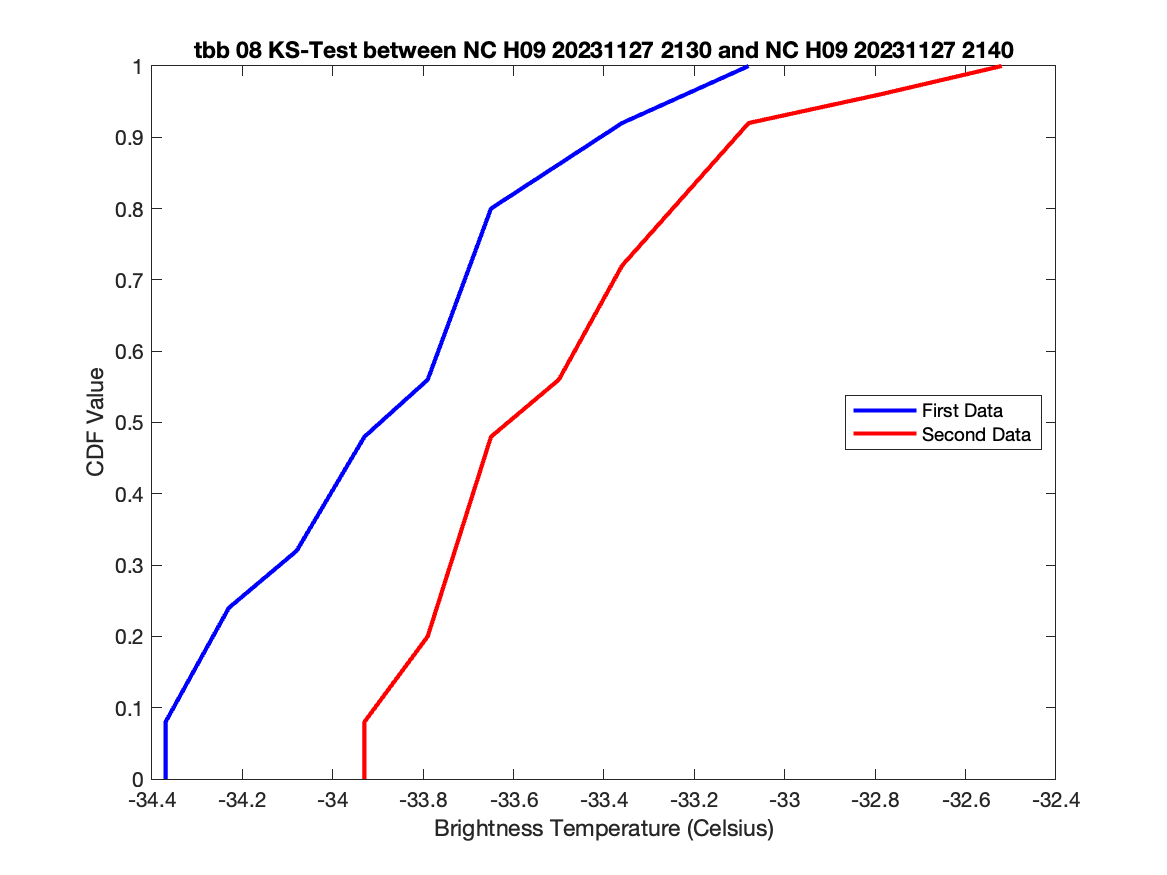 tbb 08 KS-Test between NC H09 20231127 2130 and NC H09 20231127 2140
1
0.9
0.8
0.7
0.6
0.5
0.4
0.3
0.2
0.1
0
CDF Value
First Data
Second Data
-34.4 -34.2 -34 -33.8 -33.6 -33.4 -33.2 -33 -32.8 -32.6 -32.4
Brightness Temperature (Celsius)